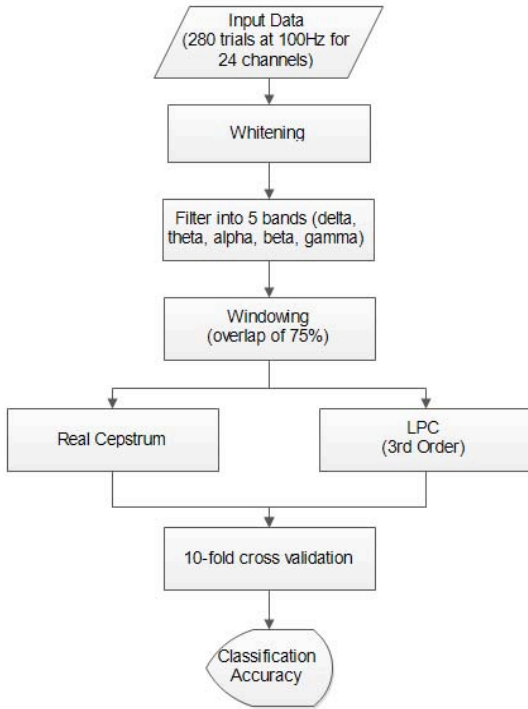 Input Data
(280 trials at 100Hz for
24 channels)
Whitening
Filter into 5 bands (delta,
theta, alpha, beta, gamma)
Windowing
(overlap of 75%)
Real Cepstrum
LPC
(3rd Order)
10-fold cross validation
Classification
Accuracy